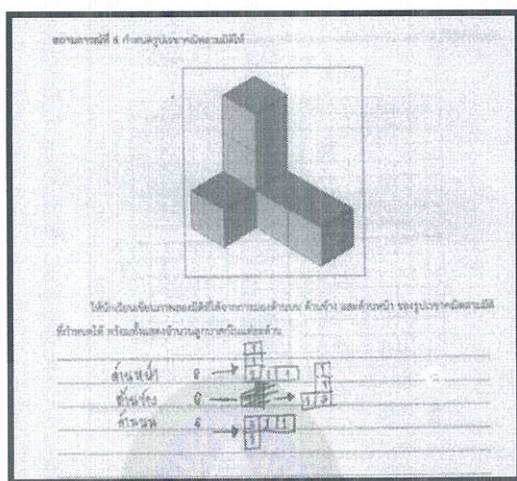 สถานการณ์ที่ 6 กำหนดรูปเรขาคณิตสามมิติให้
ให้นักเรียนเขียนภาพสองมิติที่ได้จากการมองด้านบน ด้านข้าง และด้านหน้า ของรูปเรขาคณิตสามมิติ
ที่กำหนดให้ พร้อมทั้งแสดงจำนวนลูกบาศก์ในแต่ละด้าน
ด้านหน้า
ด้านข้าง
ด้านบน